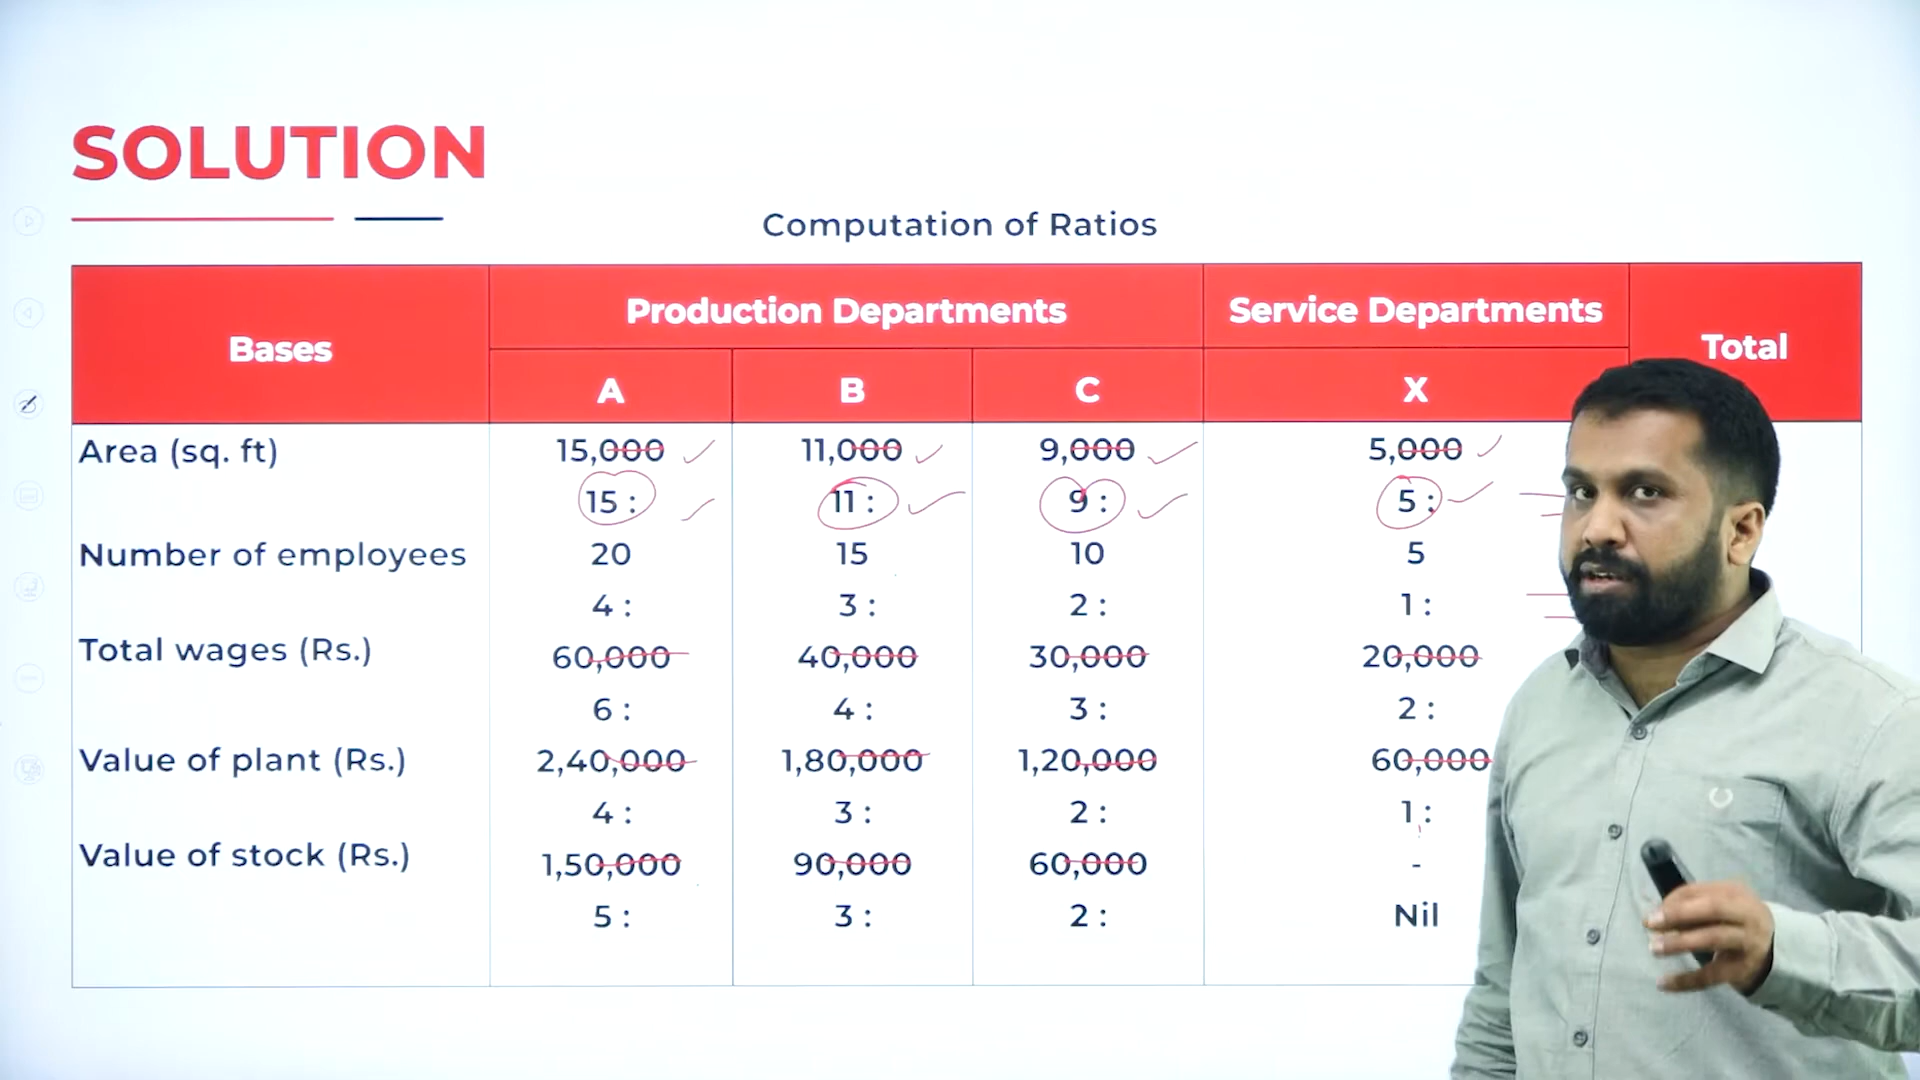 SOLUTION
Computation of Ratios
Bases Production Departments Service Departments Total
A B C X
Area (sq. ft) 15,000 11,000 9,000 5,000
15 : 11 : 9 : 5 :
Number of employees 20 15 10 5
4 : 3 : 2 : 1 :
Total wages (Rs.) 60,000 40,000 30,000 20,000
6 : 4 : 3 : 2 :
Value of plant (Rs.) 2,40,000 1,80,000 1,20,000 60,000
4 : 3 : 2 : 1 :
Value of stock (Rs.) 1,50,000 90,000 60,000 -
5 : 3 : 2 : Nil